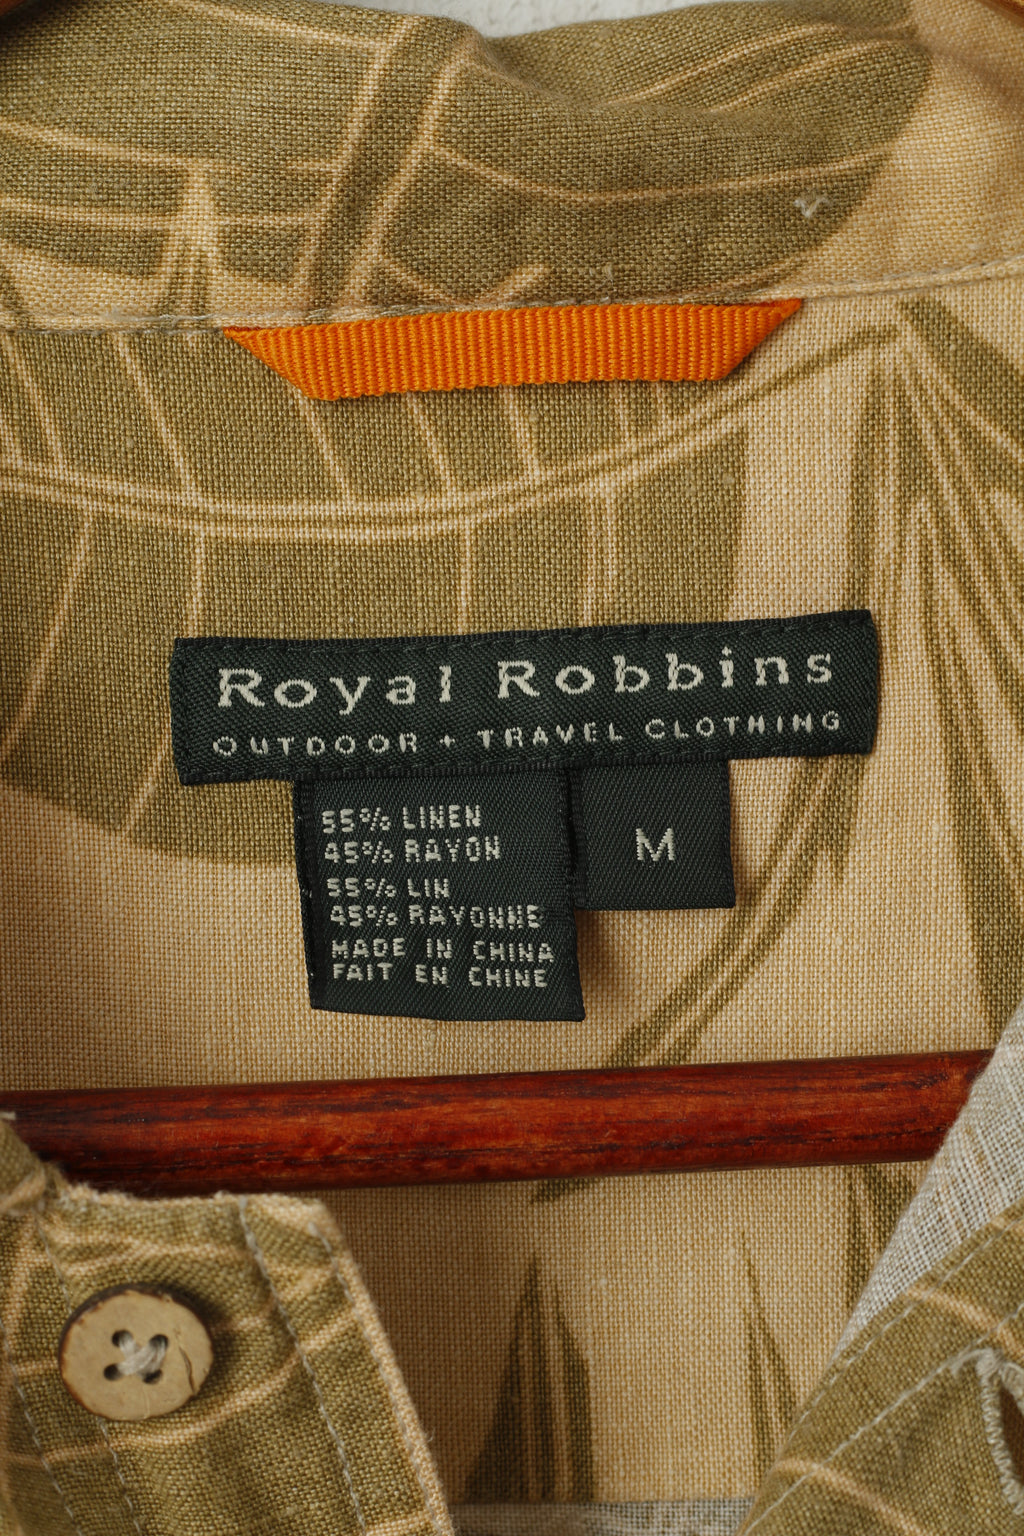 Royal Robbins
OUTDOOR + TRAVEL CLOTHING
55% LINEN
45% RAYON
55% LIN
45% RAYONNE
MADE IN CHINA
FAIT EN CHINE
M